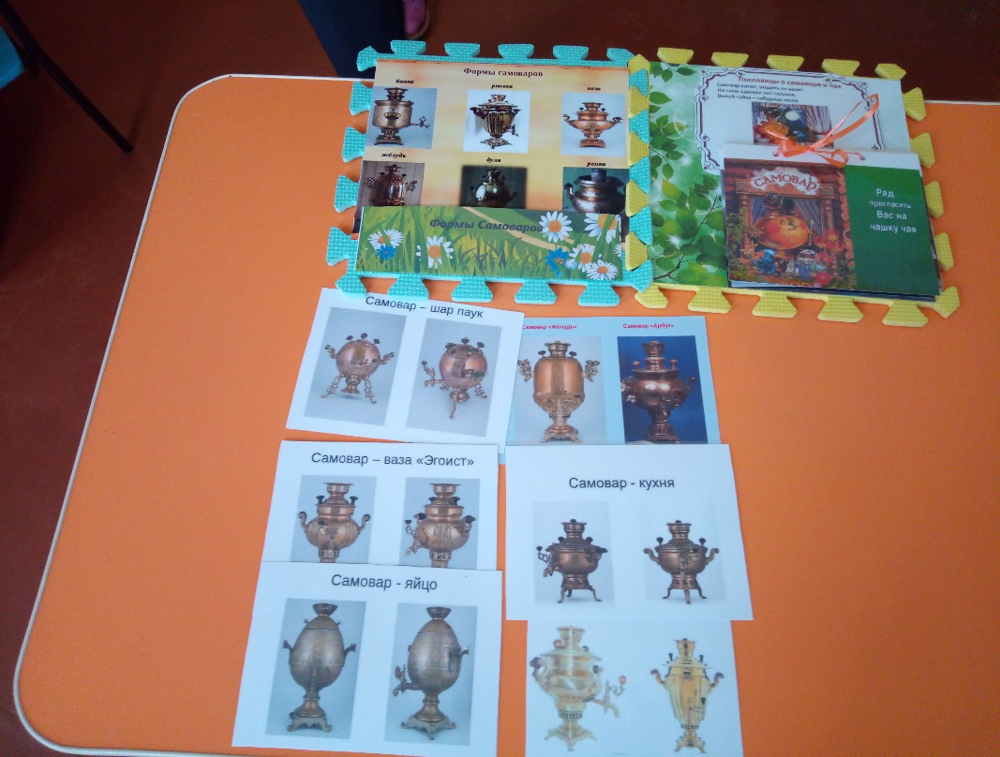 Формы самоваров
банка
рюмка
ваза
жёлудь
дуля
репка
Формы Самоваров
Пословицы о самоваре и чае
Самовар кипит, уходить не велит.
Выпей чайку – забудешь тоску.
САМОВАР
Рад
пригласить
Вас на
чашку чая
Самовар – шар паук
Самовар «Жёлудь»
Самовар «Арбуз»
Самовар – ваза «Эгоист»
Самовар - кухня
Самовар - яйцо